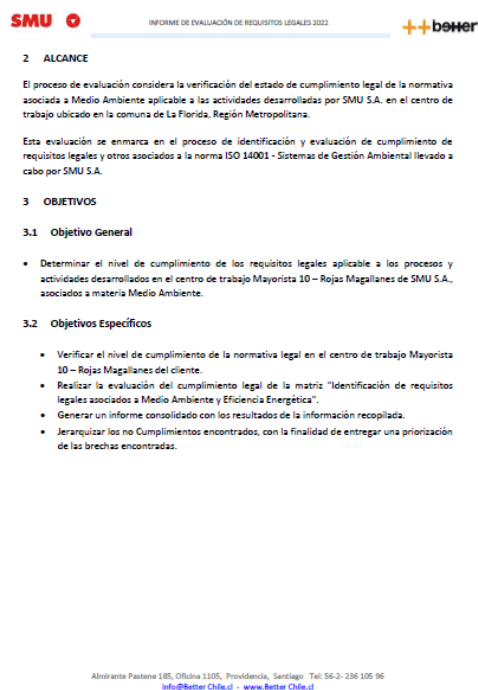 SMU
INFORME DE EVALUACIÓN DE REQUISITOS LEGALES 2022
++better
2 ALCANCE
El proceso de evaluación considera la verificación del estado de cumplimiento legal de la normativa
asociada a Medio Ambiente aplicable a las actividades desarrolladas por SMU S.A. en el centro de
trabajo ubicado en la comuna de La Florida, Región Metropolitana.
Esta evaluación se enmarca en el proceso de identificación y evaluación de cumplimiento de
requisitos legales y otros asociados a la norma ISO 14001 - Sistemas de Gestión Ambiental llevado a
cabo por SMU S.A.
3 OBJETIVOS
3.1 Objetivo General
• Determinar el nivel de cumplimiento de los requisitos legales aplicable a los procesos y
actividades desarrollados en el centro de trabajo Mayorista 10 – Rojas Magallanes de SMU S.A.,
asociados a materia Medio Ambiente.
3.2 Objetivos Específicos
• Verificar el nivel de cumplimiento de la normativa legal en el centro de trabajo Mayorista
10 – Rojas Magallanes del cliente.
• Realizar la evaluación del cumplimiento legal de la matriz "Identificación de requisitos
legales asociados a Medio Ambiente y Eficiencia Energética".
• Generar un informe consolidado con los resultados de la información recopilada.
• Jerarquizar los no Cumplimientos encontrados, con la finalidad de entregar una priorización
de las brechas encontradas.
Almirante Pastene 185, Oficina 1105, Providencia, Santiago Tel: 56-2- 236 105 96
info@Better Chile.cl - www.Better Chile.cl